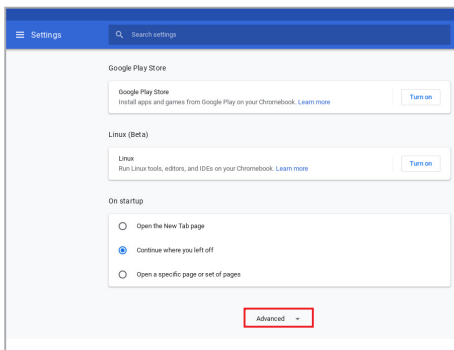 Settings
Search settings
Google Play Store
Google Play Store
Install apps and games from Google Play on your Chromebook. Learn more
Turn on
Linux (Beta)
Linux
Run Linux tools, editors, and IDEs on your Chromebook. Learn more
Turn on
On startup
Open the New Tab page
Continue where you left off
Open a specific page or set of pages
Advanced